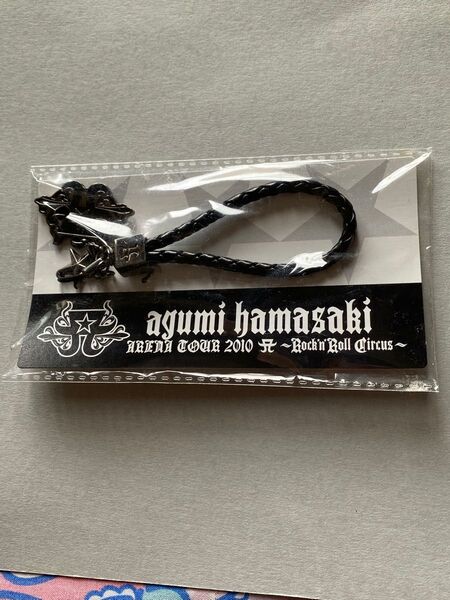 ayumi hamasaki
ARENA TOUR 2010 A ~Rock'n'Roll Circus~